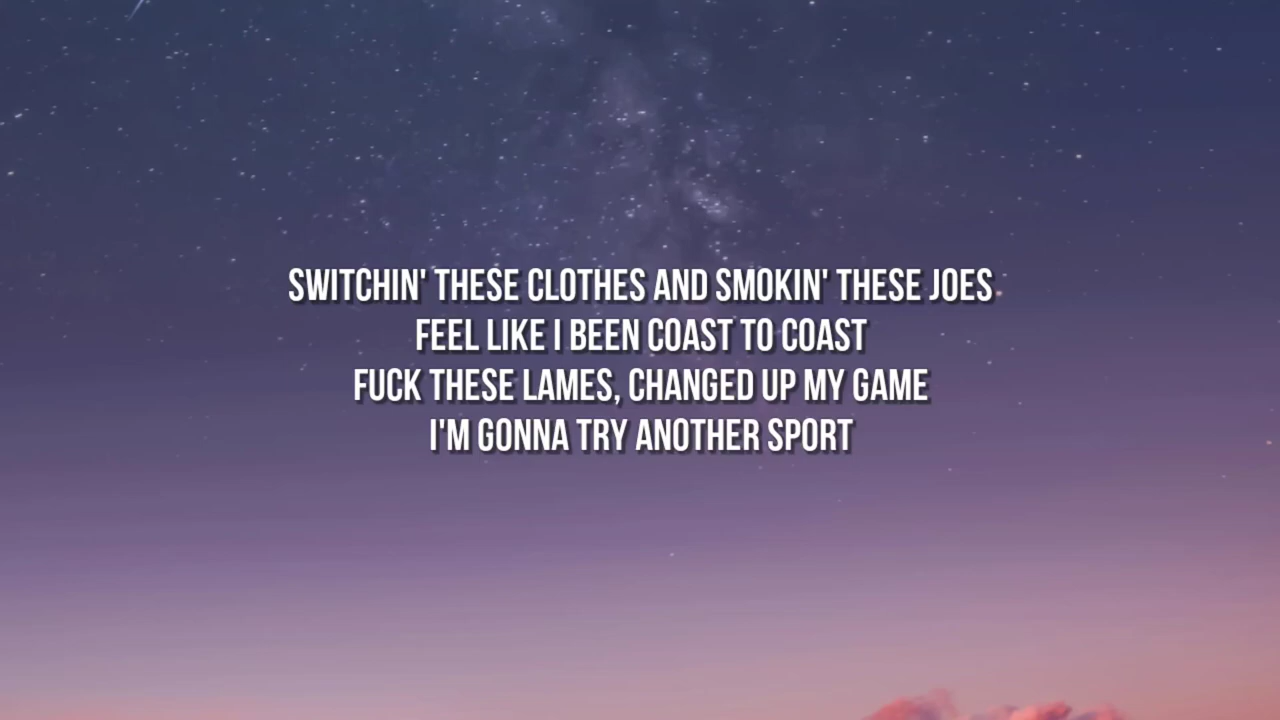 SWITCHIN' THESE CLOTHES AND SMOKIN' THESE JOES
FEEL LIKE I BEEN COAST TO COAST
FUCK THESE LAMES, CHANGED UP MY GAME
I'M GONNA TRY ANOTHER SPORT